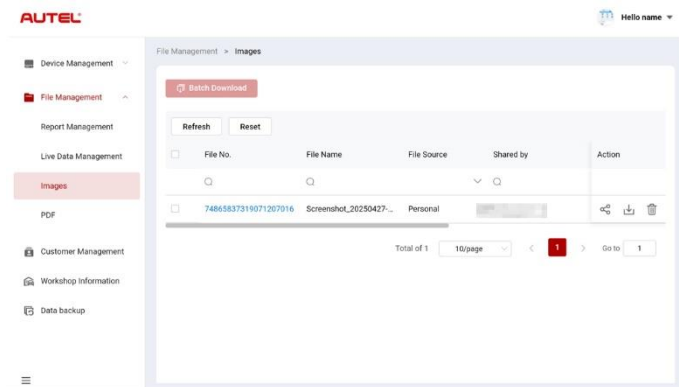 AUTEL
Hello name
Device Management
File Management
Report Management
Live Data Management
Images
PDF
Customer Management
Workshop Information
Data backup
File Management > Images
Batch Download
Refresh Reset
File No. File Name File Source Shared by Action
74865837319071207016 Screenshot_20250427-... Personal
Total of 1 10/page < 1 > Go to 1